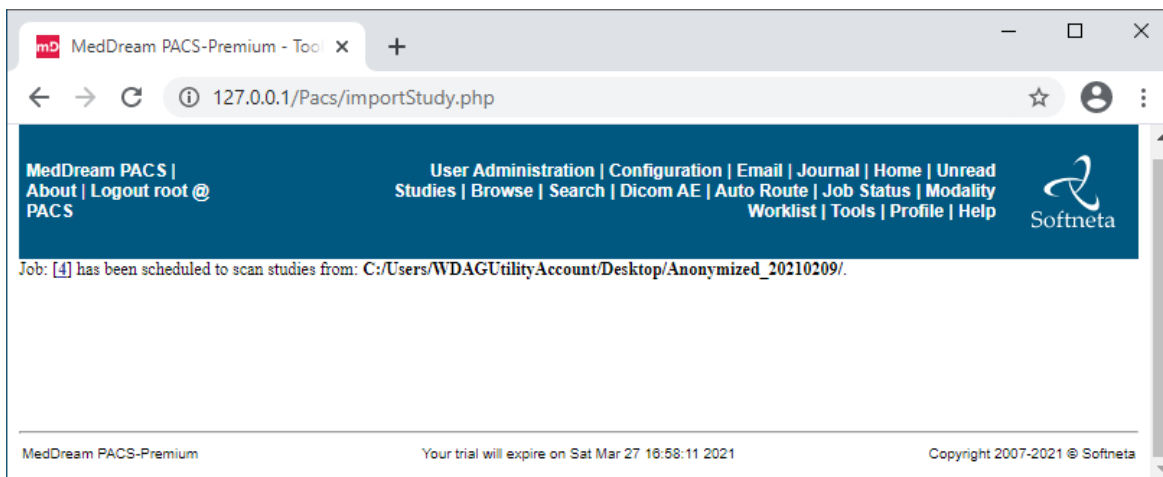 mD MedDream PACS-Premium - Tool
127.0.0.1/Pacs/importStudy.php
MedDream PACS |
About | Logout root @
PACS
User Administration | Configuration | Email | Journal | Home | Unread
Studies | Browse | Search | Dicom AE | Auto Route | Job Status | Modality
Worklist | Tools | Profile | Help
Softneta
Job: [4] has been scheduled to scan studies from: C:/Users/WDAGUtilityAccount/Desktop/Anonymized_20210209/.
MedDream PACS-Premium
Your trial will expire on Sat Mar 27 16:58:11 2021
Copyright 2007-2021 © Softneta